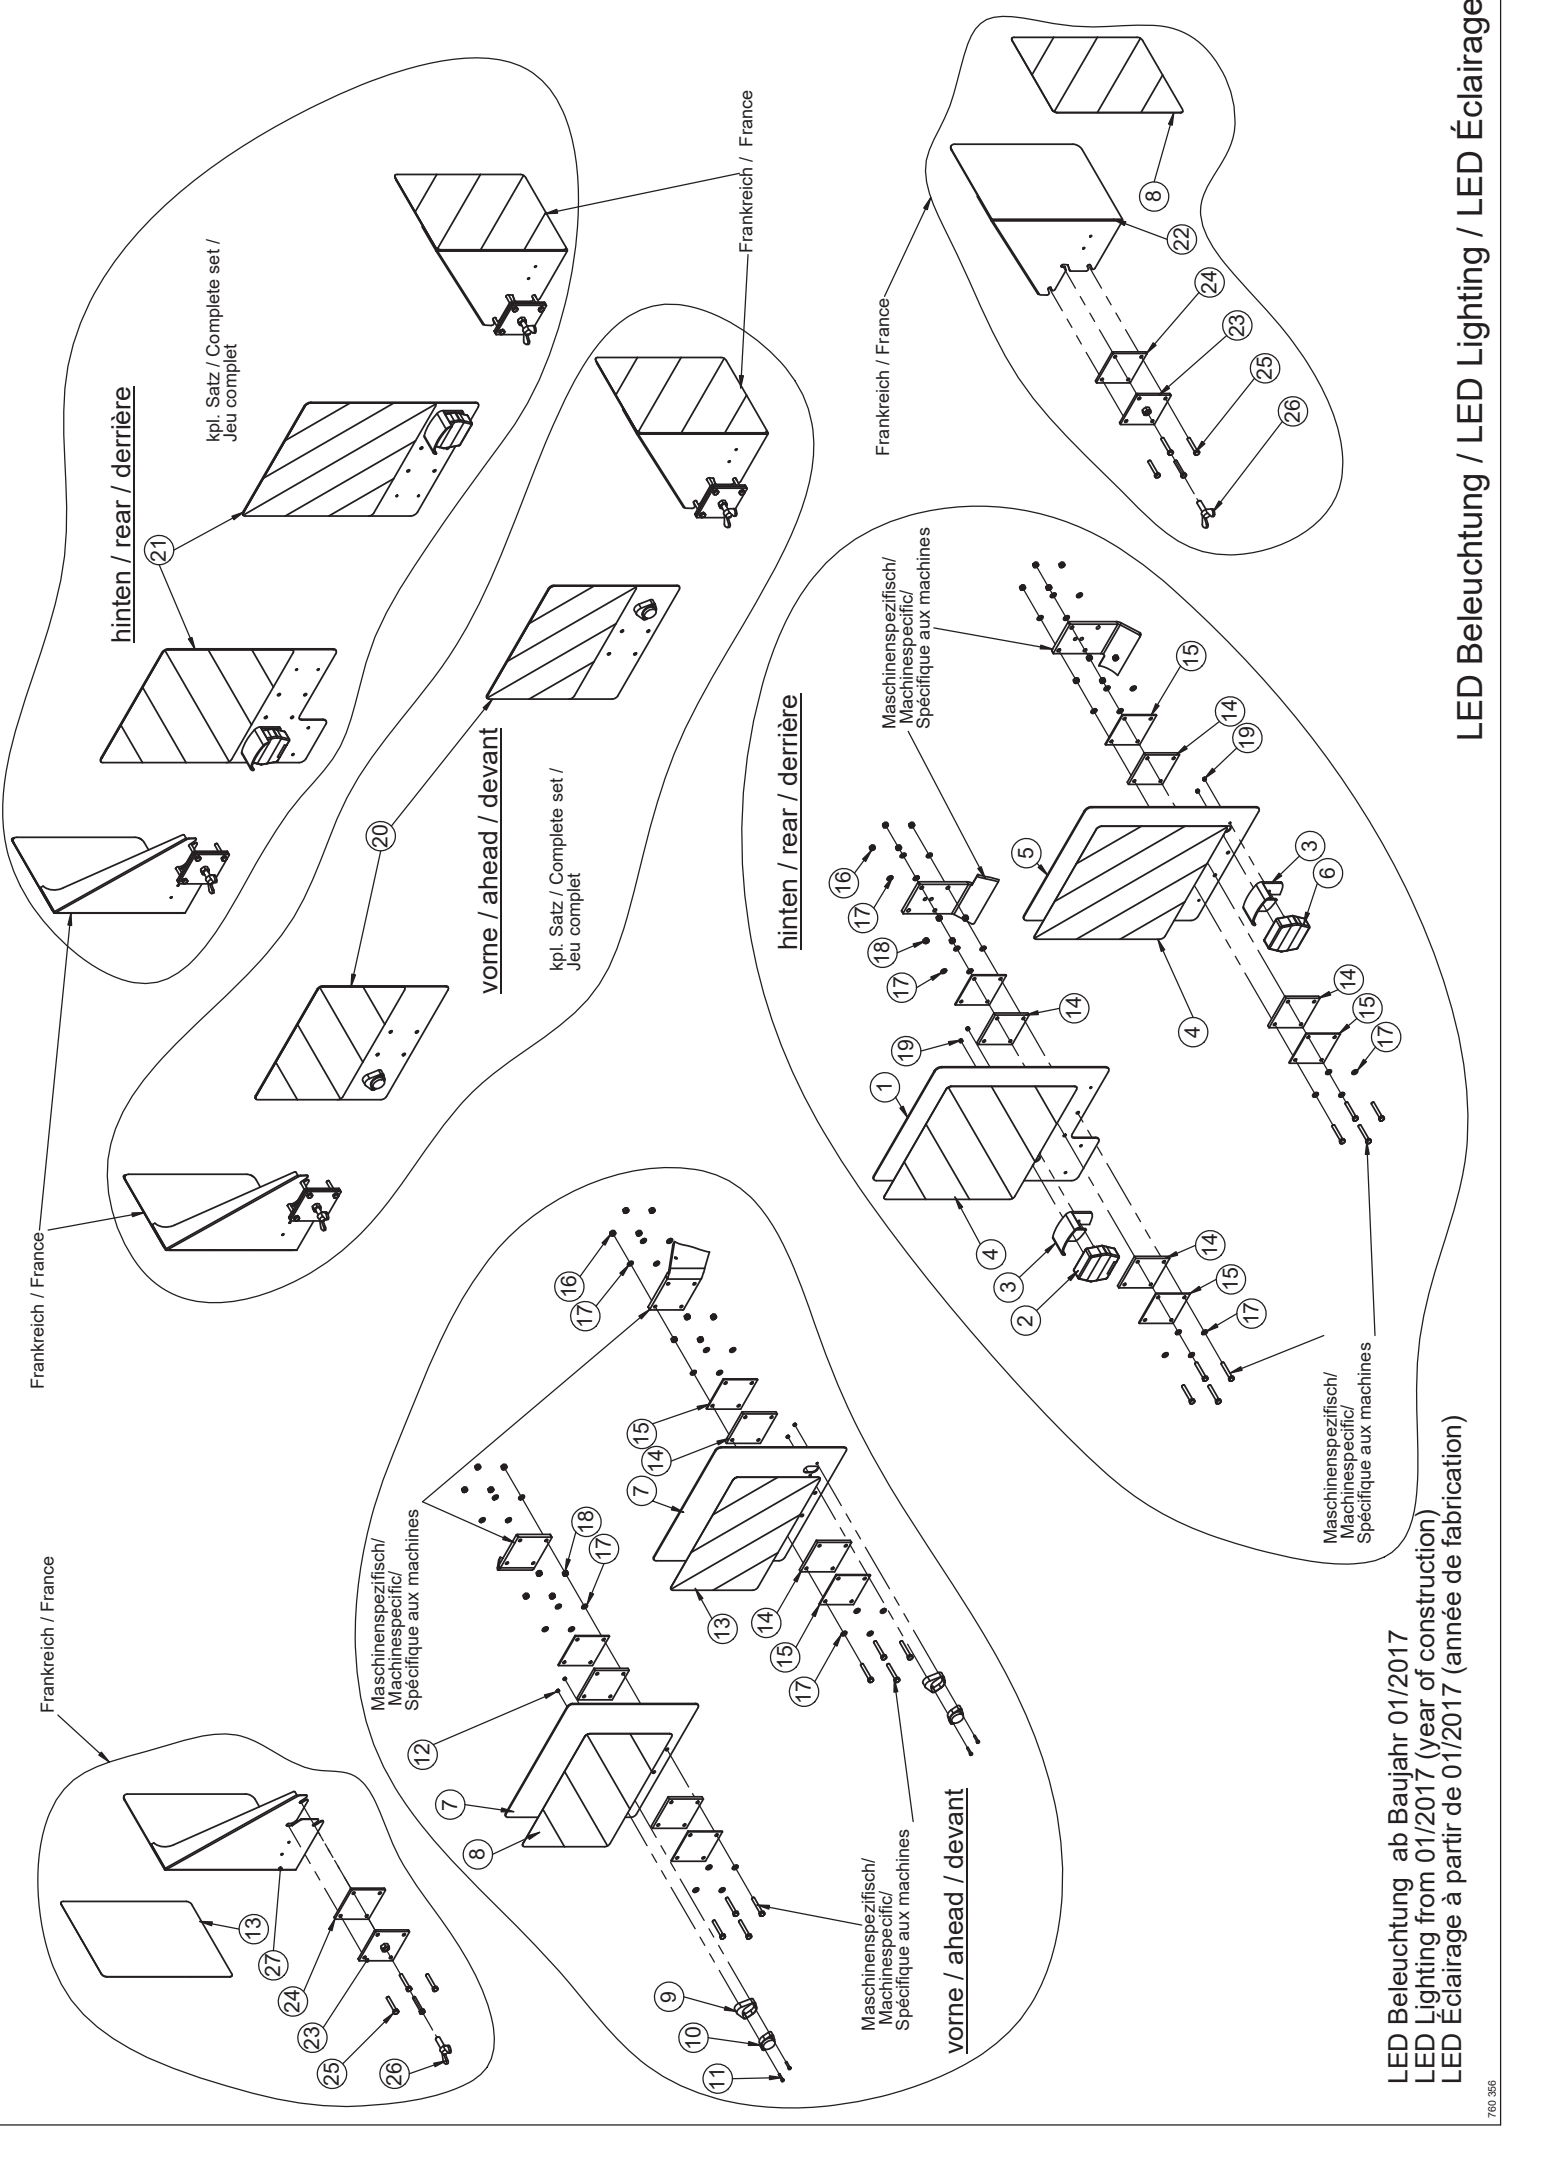 LED Beleuchtung / LED Lighting / LED Éclairage
Frankreich / France
13
27
24
23
25
26
Frankreich / France
20
vorne / ahead / devant
kpl. Satz / Complete set /
Jeu complet
21
hinten / rear / derrière
kpl. Satz / Complete set /
Jeu complet
Frankreich / France
Maschinenspezifisch/
Machinespecific/
Spécifique aux machines
16
17
15
14
7
18
17
12
7
8
13
14
15
17
9
10
11
Maschinenspezifisch/
Machinespecific/
Spécifique aux machines
vorne / ahead / devant
hinten / rear / derrière
Maschinenspezifisch/
Machinespecific/
Spécifique aux machines
16
17
18
17
14
19
1
4
3
2
14
15
17
5
15
14
19
3
6
4
14
15
17
Maschinenspezifisch/
Machinespecific/
Spécifique aux machines
Frankreich / France
8
22
24
23
25
26
LED Beleuchtung ab Baujahr 01/2017
LED Lighting from 01/2017 (year of construction)
LED Éclairage à partir de 01/2017 (année de fabrication)
760 356